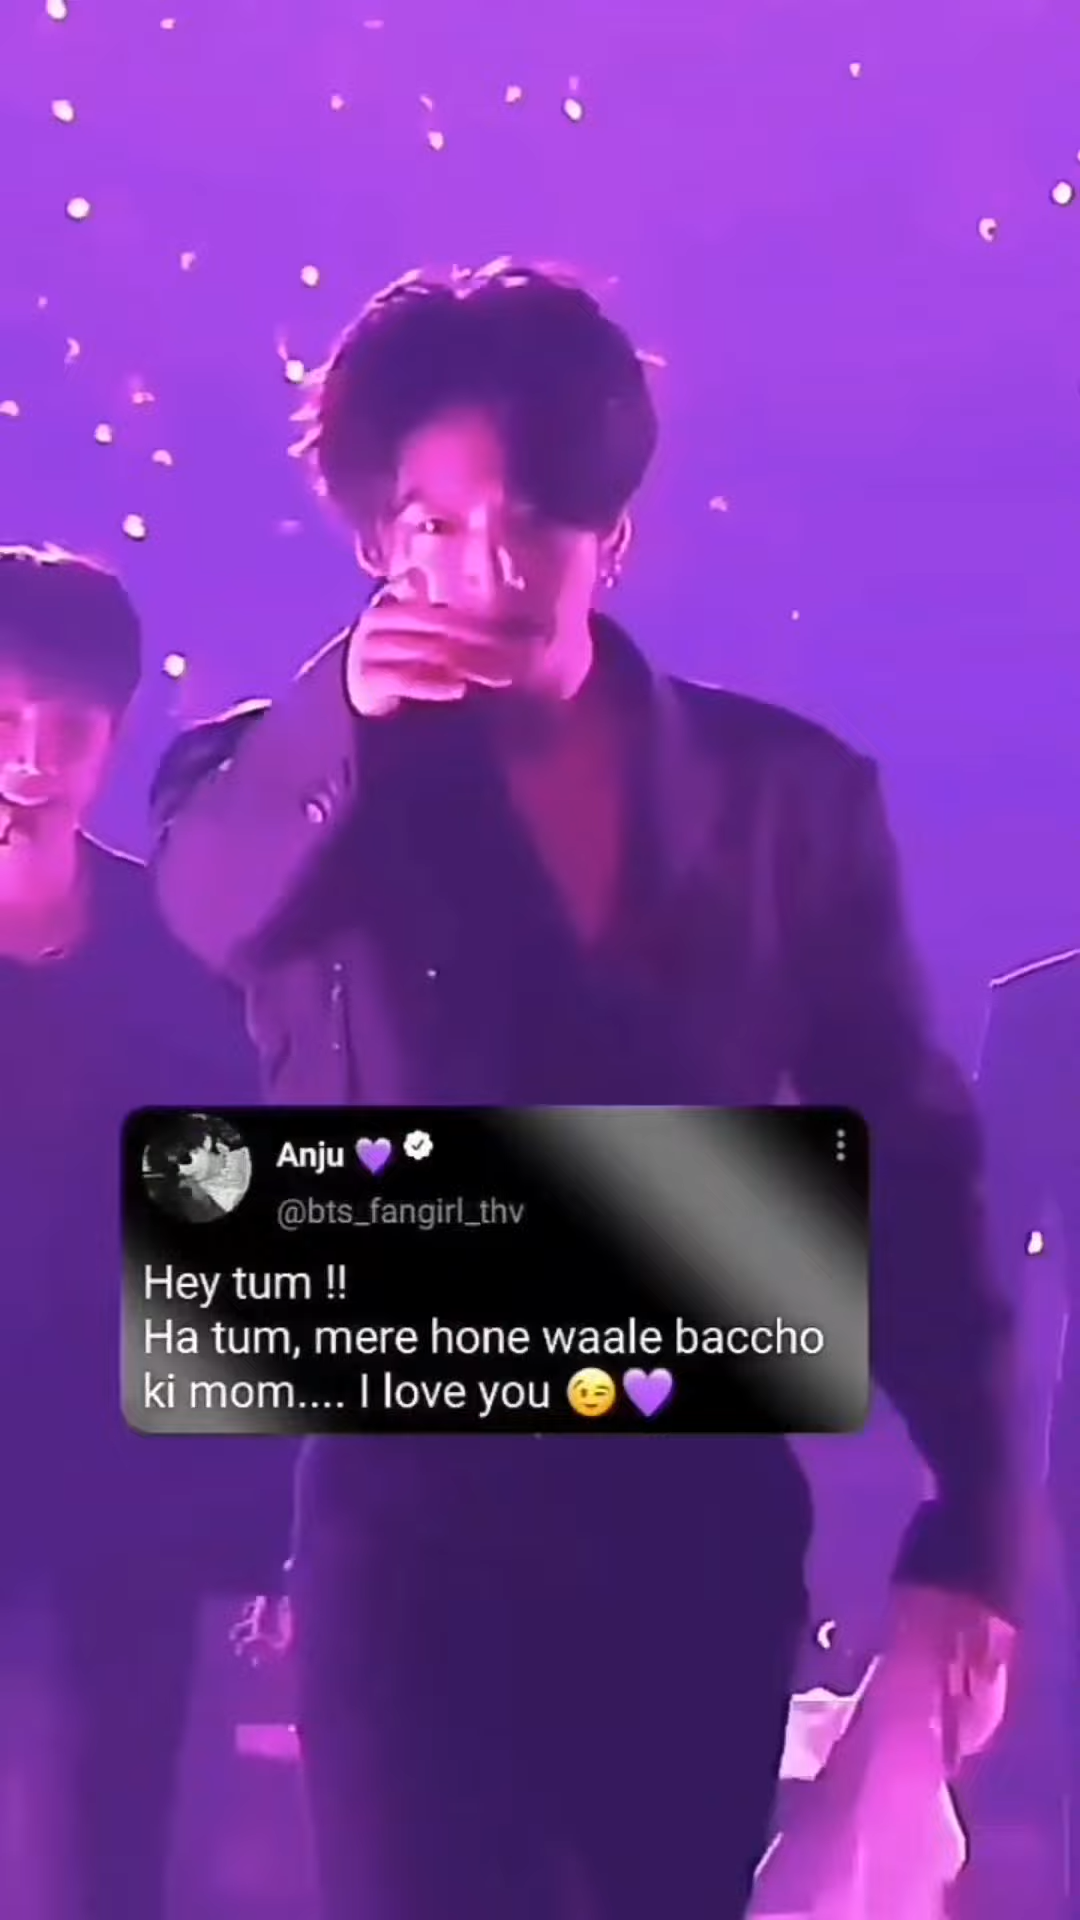 Anju 💜
@bts_fangirl_thv
Hey tum !!
Ha tum, mere hone waale baccho
ki mom.... I love you 😉💜